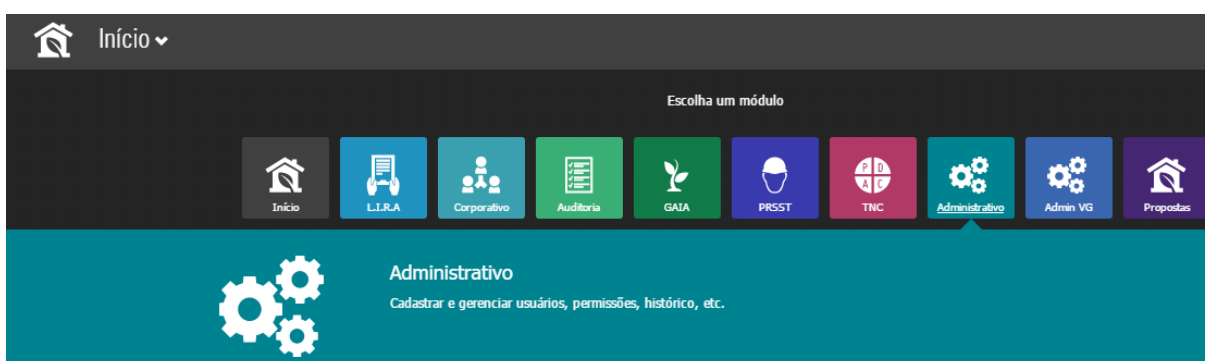 Início
Escolha um módulo
Início
L.I.R.A
Corporativo
Auditoria
GAIA
PRSST
P D
A C
TNC
Administrativo
Admin VG
Propostas
Administrativo
Cadastrar e gerenciar usuários, permissões, histórico, etc.